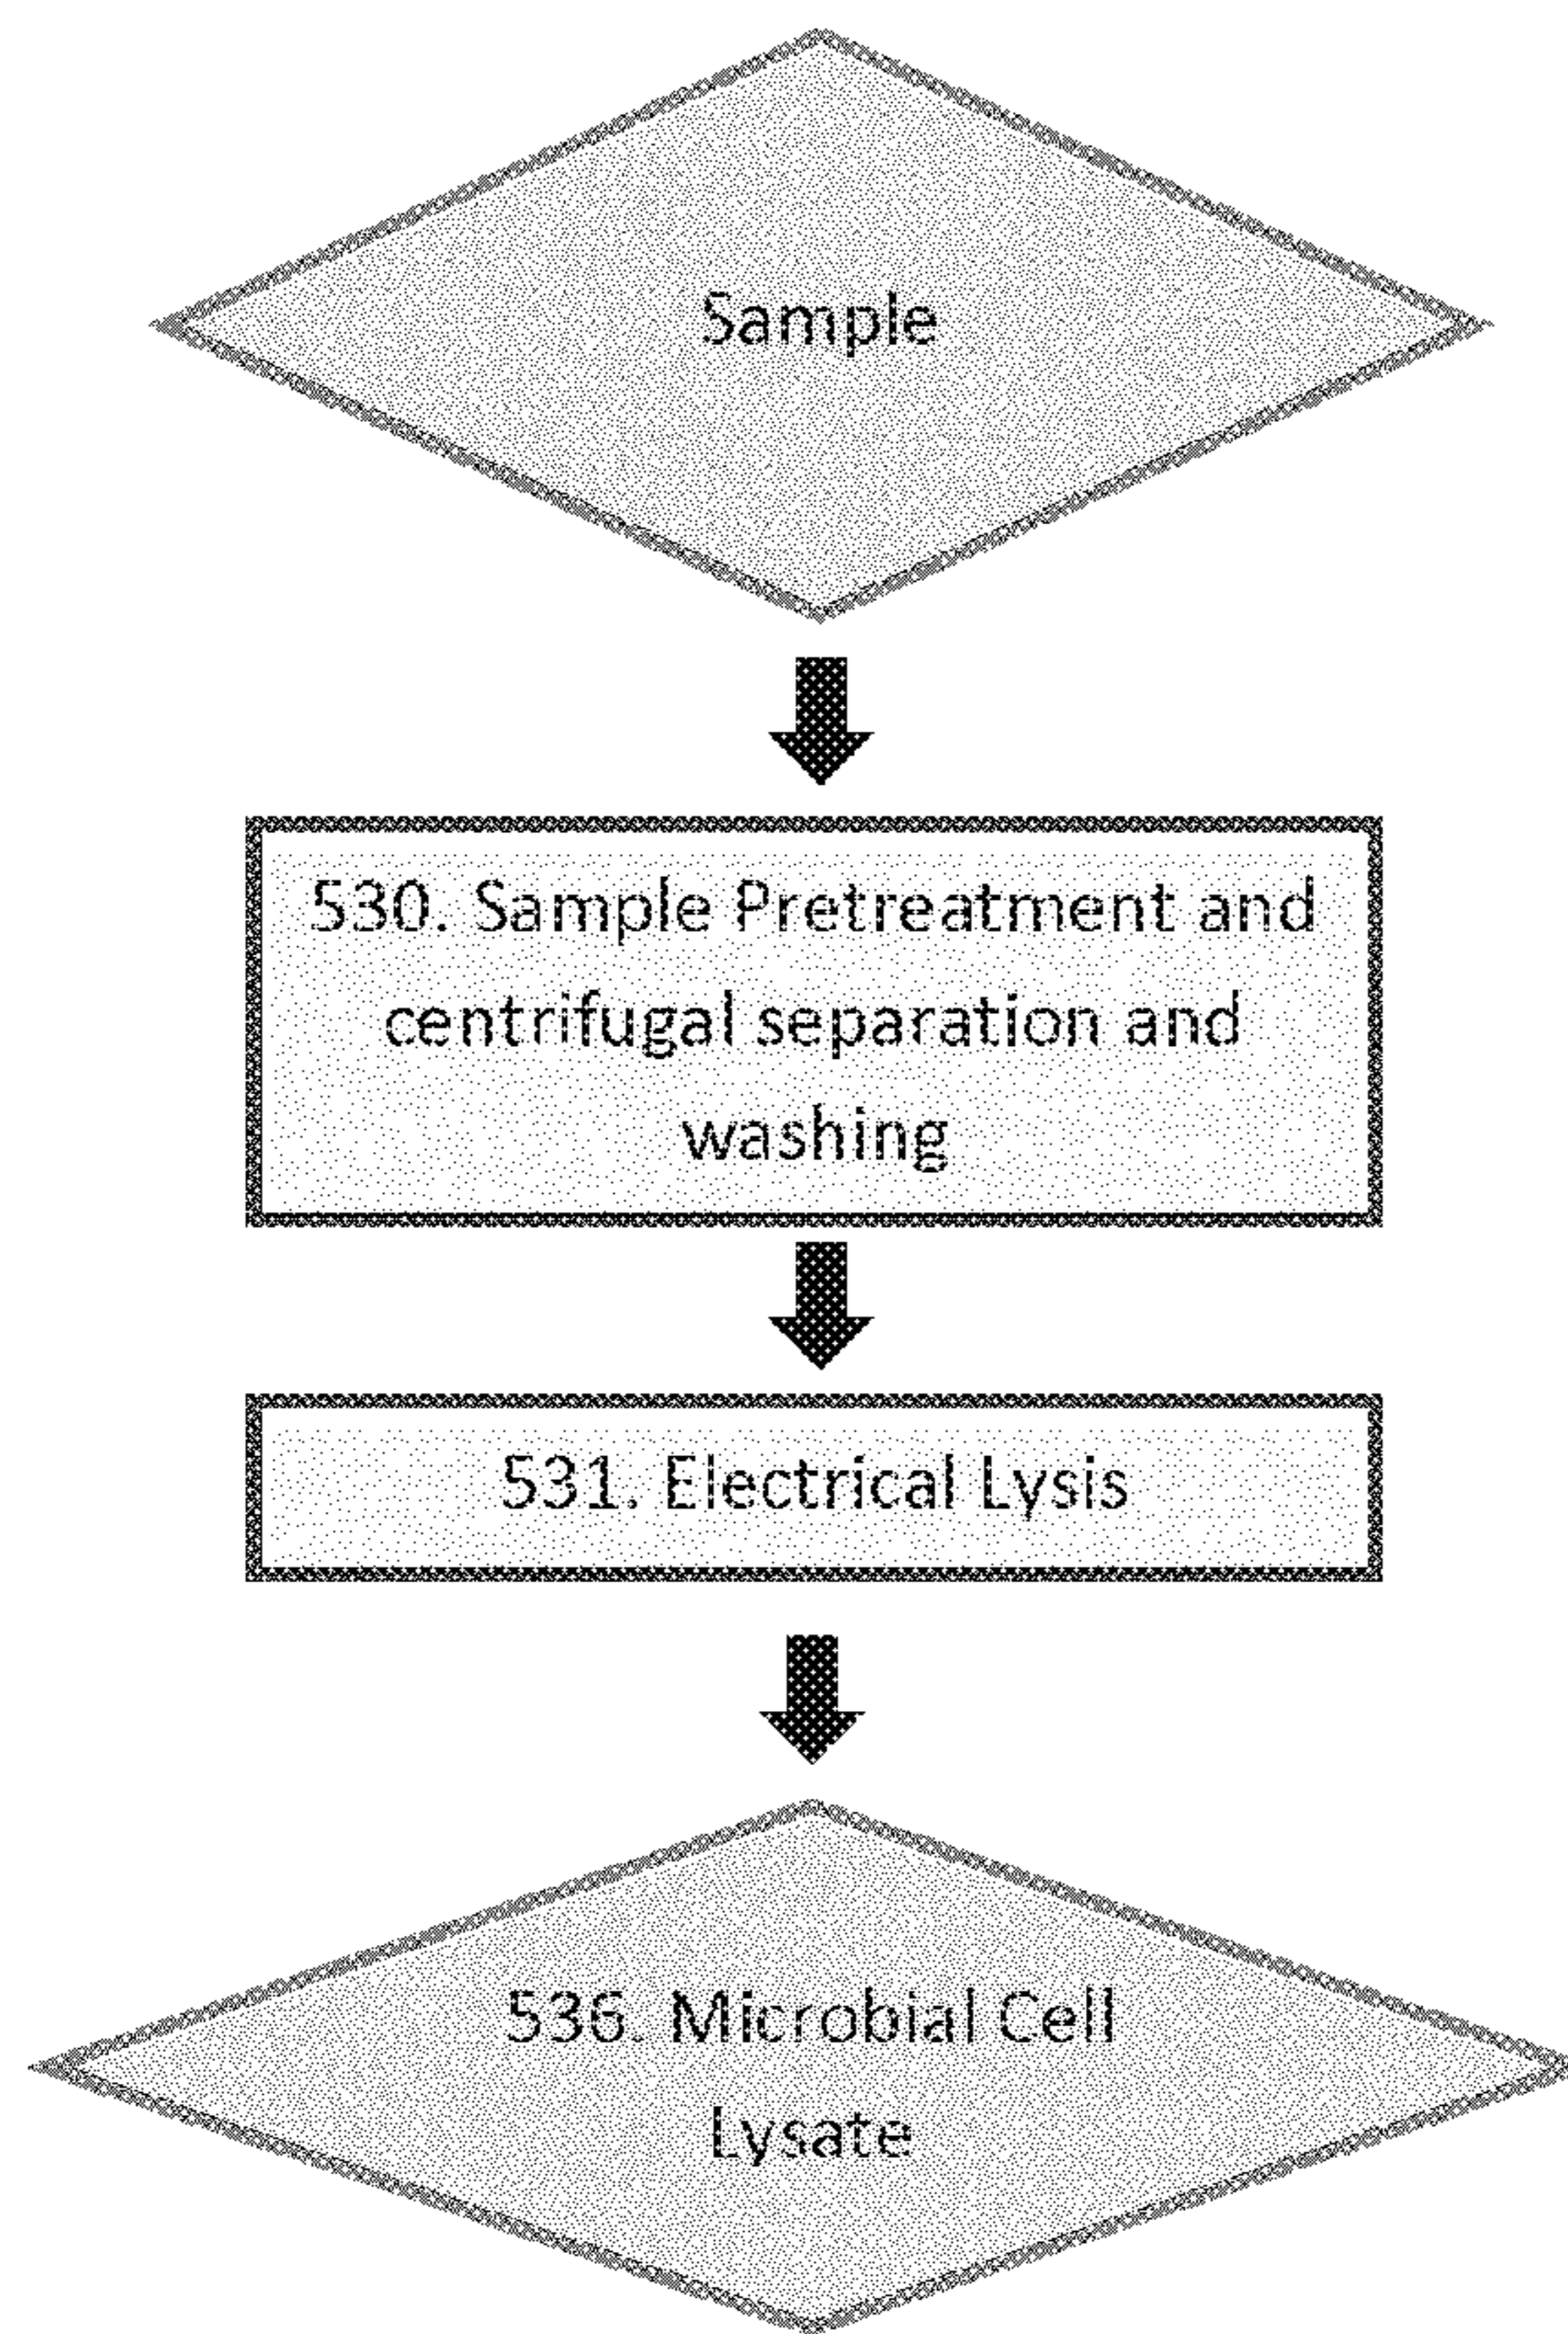 Sample
530. Sample Pretreatment and
centrifugal separation and
washing
531. Electrical Lysis
536. Microbial Cell
Lysate